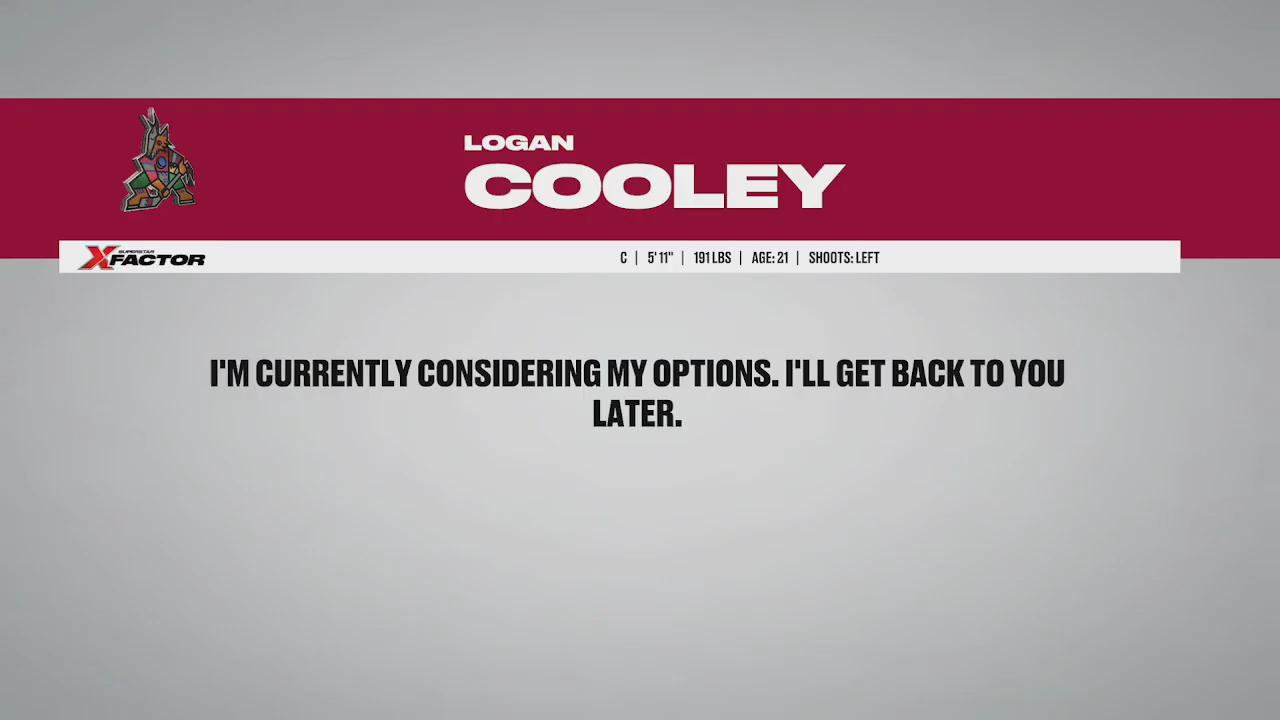 LOGAN
COOLEY
SUPERSTAR
XFACTOR
C | 5'11" | 191 LBS | AGE: 21 | SHOOTS: LEFT
I'M CURRENTLY CONSIDERING MY OPTIONS. I'LL GET BACK TO YOU
LATER.